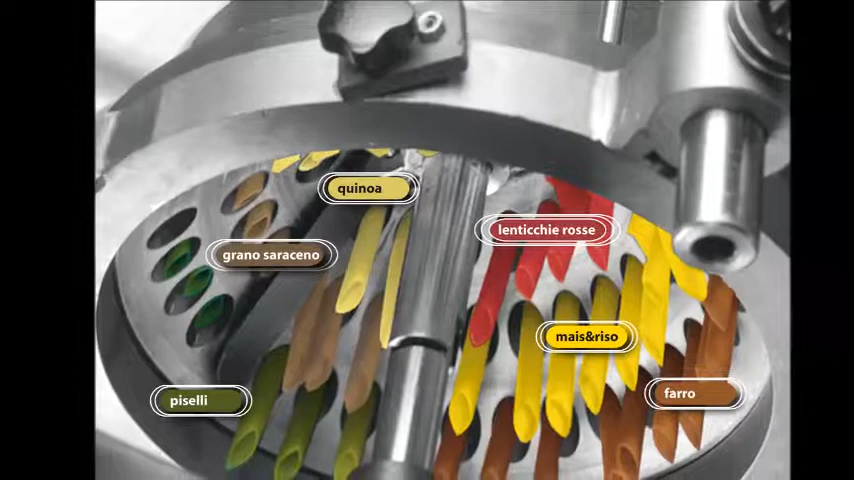 quinoa
lenticchie rosse
grano saraceno
mais&riso
piselli
farro